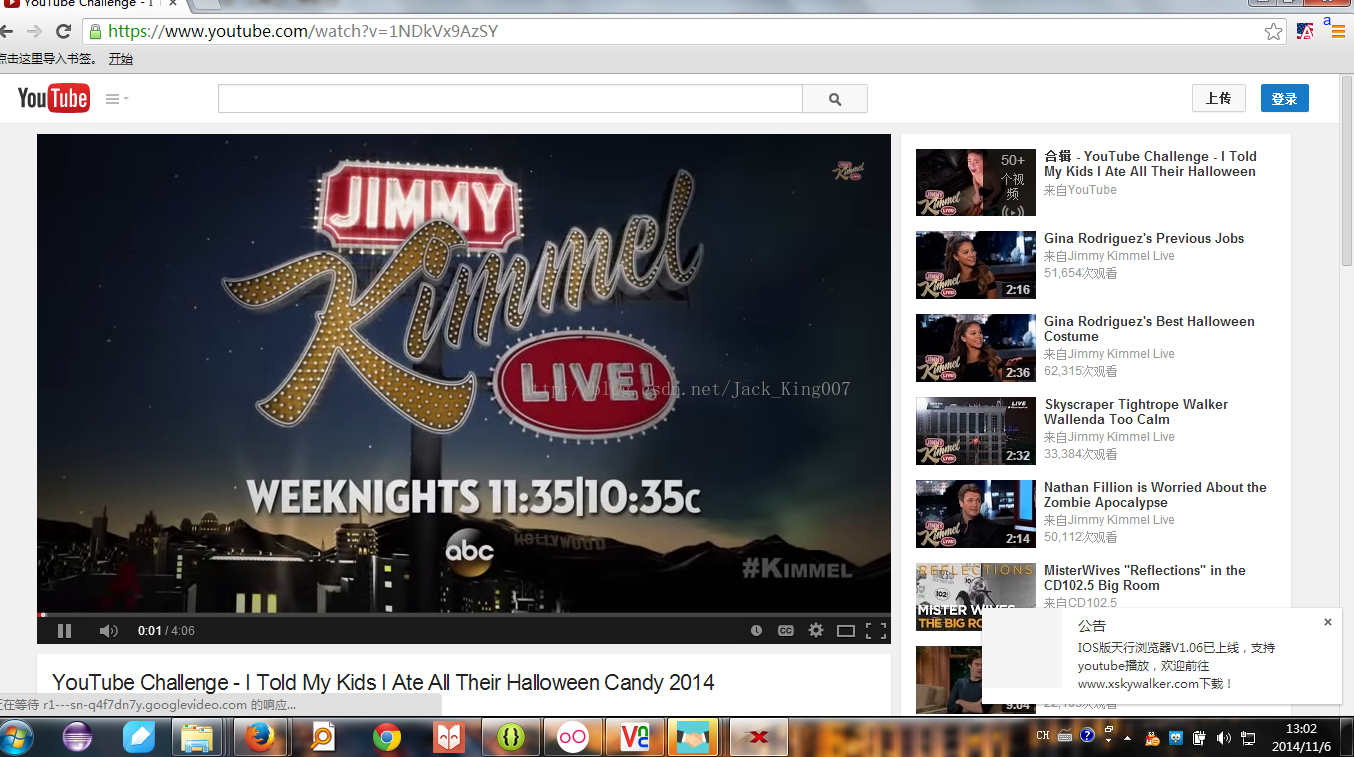 YouTube Challenge - I T
https://www.youtube.com/watch?v=1NDkVx9AzSY
a
点击这里导入书签。 开始
YouTube
上传
登录
JIMMY
Kimmel
LIVE!
Jimmy Kimmel LIVE!
http://blog.csdn.net/Jack_King007
WEEKNIGHTS 11:35|10:35c
abc
HOLLYWOOD
#KIMMEL
0:01 / 4:06
CC
YouTube Challenge - I Told My Kids I Ate All Their Halloween Candy 2014
正在等待 r1---sn-q4f7dn7y.googlevideo.com 的响应...
50+
个视
频
合辑 - YouTube Challenge - I Told
My Kids I Ate All Their Halloween
来自YouTube
2:16
Gina Rodriguez's Previous Jobs
来自Jimmy Kimmel Live
51,654次观看
2:36
Gina Rodriguez's Best Halloween
Costume
来自Jimmy Kimmel Live
62,315次观看
LIVE
2:32
Skyscraper Tightrope Walker
Wallenda Too Calm
来自Jimmy Kimmel Live
33,384次观看
2:14
Nathan Fillion is Worried About the
Zombie Apocalypse
来自Jimmy Kimmel Live
50,112次观看
REFLECTIONS
102
MISTER WIVES
THE BIG RO
MisterWives "Reflections" in the
CD102.5 Big Room
来自CD102.5
9:04
公告
IOS版天行浏览器V1.06已上线，支持
youtube播放，欢迎前往
www.xskywalker.com下载！
CH
13:02
2014/11/6